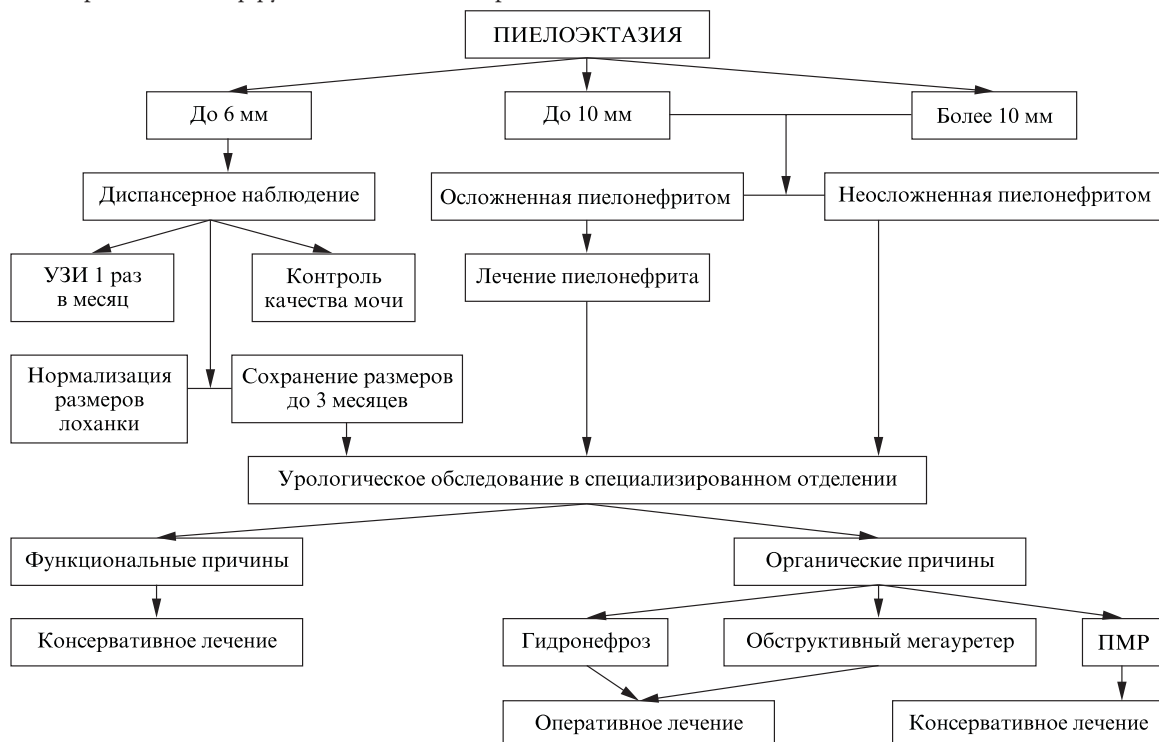 ПИЕЛОЭКТАЗИЯ
До 6 мм
До 10 мм
Более 10 мм
Диспансерное наблюдение
Осложненная пиелонефритом
Неосложненная пиелонефритом
УЗИ 1 раз
в месяц
Контроль
качества мочи
Лечение пиелонефрита
Нормализация
размеров
лоханки
Сохранение размеров
до 3 месяцев
Урологическое обследование в специализированном отделении
Функциональные причины
Органические причины
Консервативное лечение
Гидронефроз
Обструктивный мегауретер
ПМР
Оперативное лечение
Консервативное лечение